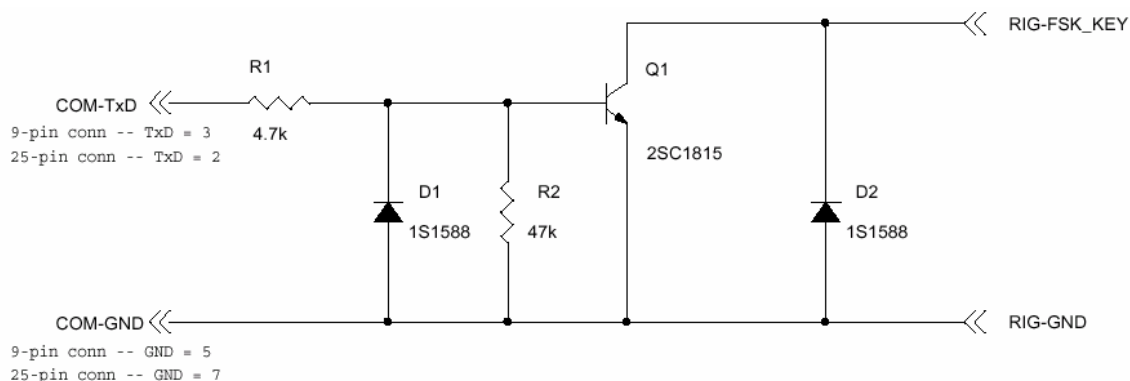 RIG-FSK_KEY
R1
Q1
COM-TxD
9-pin conn -- TxD = 3
4.7k
25-pin conn -- TxD = 2
2SC1815
D1
R2
D2
1S1588
47k
1S1588
COM-GND
RIG-GND
9-pin conn -- GND = 5
25-pin conn -- GND = 7